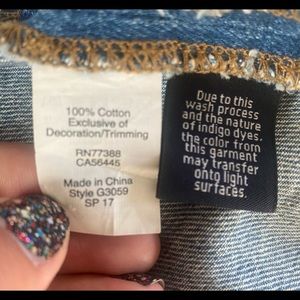 100% Cotton
Exclusive of
Decoration/Trimming
RN77388
CA56445
Made in China
Style G3059
SP 17
Due to this
wash process
and the nature
of indigo dyes.
the color from
this garment
may transfer
onto light
surfaces.